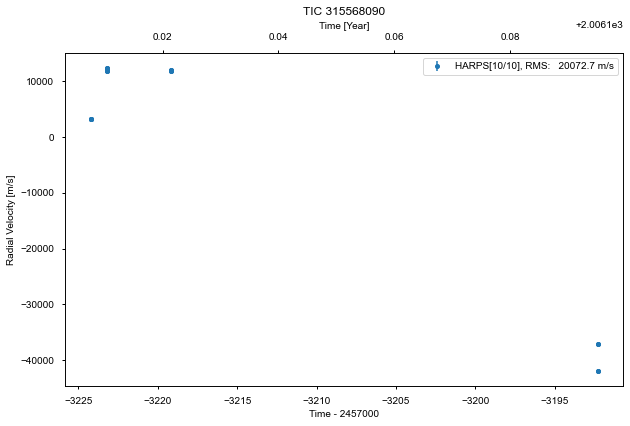 TIC 315568090
Time [Year]
+2.0061e3
0.02 0.04 0.06 0.08
HARPS[10/10], RMS: 20072.7 m/s
10000
0
−10000
−20000
−30000
−40000
Radial Velocity [m/s]
−3225 −3220 −3215 −3210 −3205 −3200 −3195
Time - 2457000